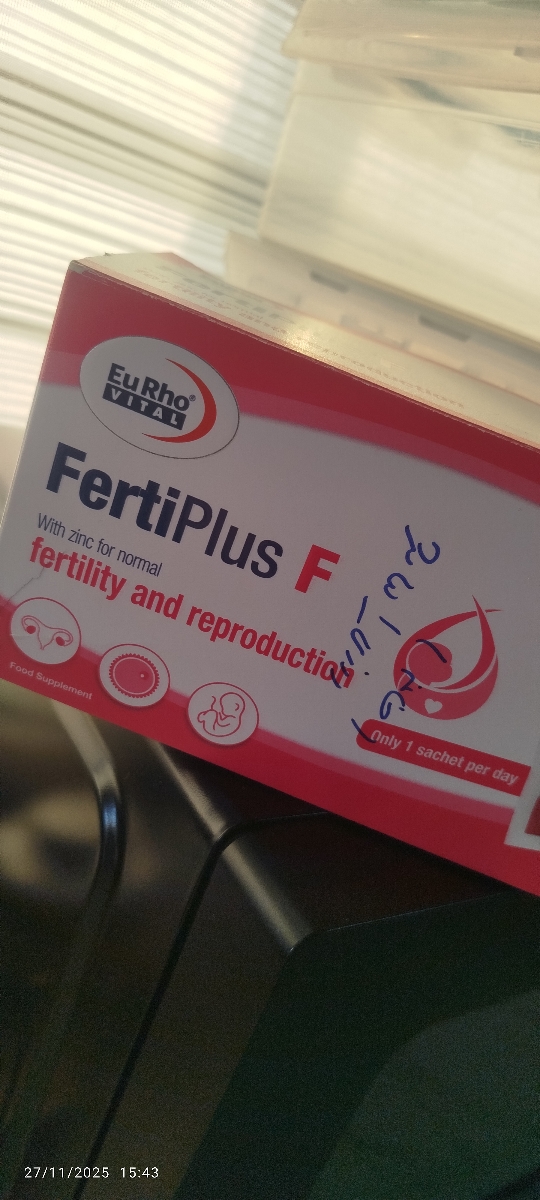 EuRho®
VITAL
FertiPlus F
With zinc for normal
fertility and reproduction
Food Supplement
Only 1 sachet per day
27/11/2025 15:43